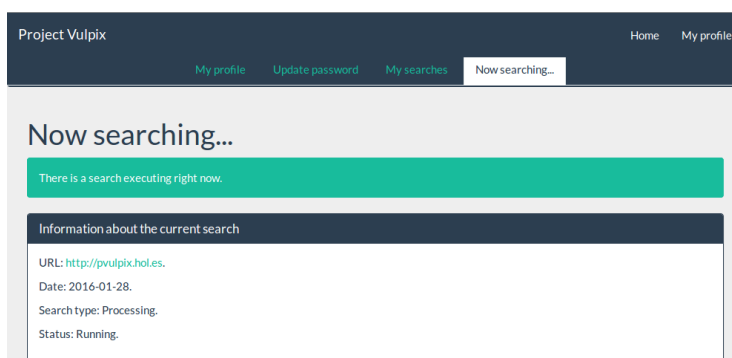 Project Vulpix Home My profile
My profile Update password My searches Now searching...
Now searching...
There is a search executing right now.
Information about the current search
URL: http://pvulpix.hol.es.
Date: 2016-01-28.
Search type: Processing.
Status: Running.